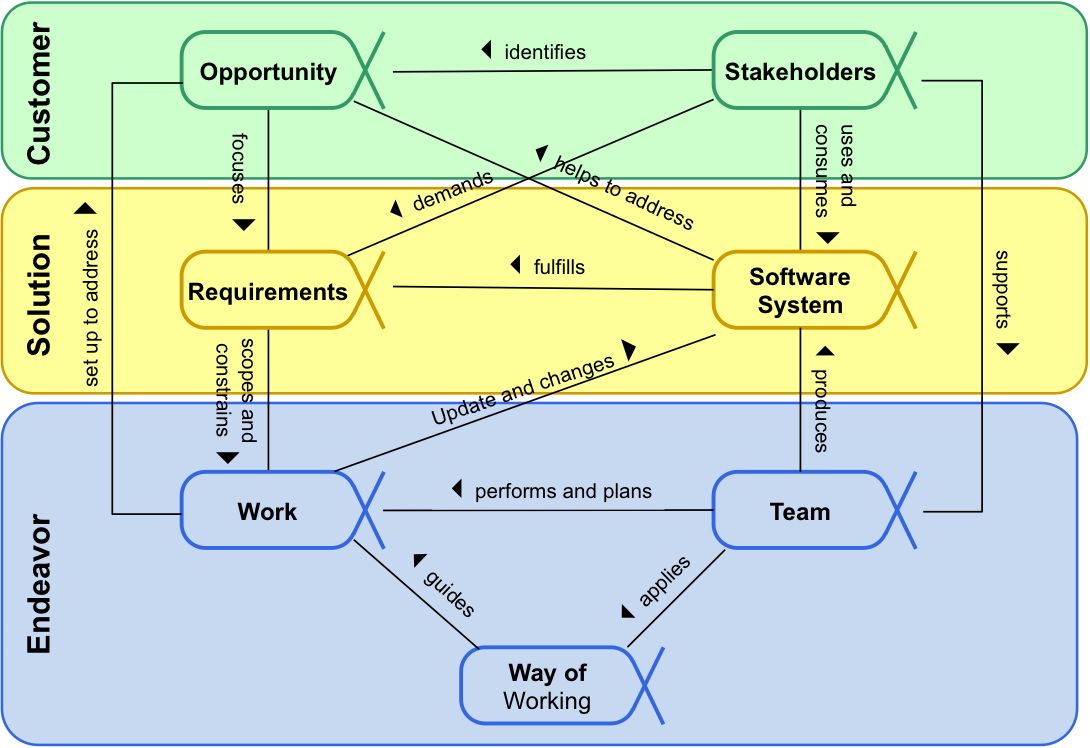 Customer
Opportunity
identifies
Stakeholders
focuses
demands
helps to address
uses and
consumes
Solution
set up to address
Requirements
fulfills
Software
System
supports
scopes and
constrains
Update and changes
produces
Endeavor
Work
performs and plans
Team
guides
applies
Way of
Working